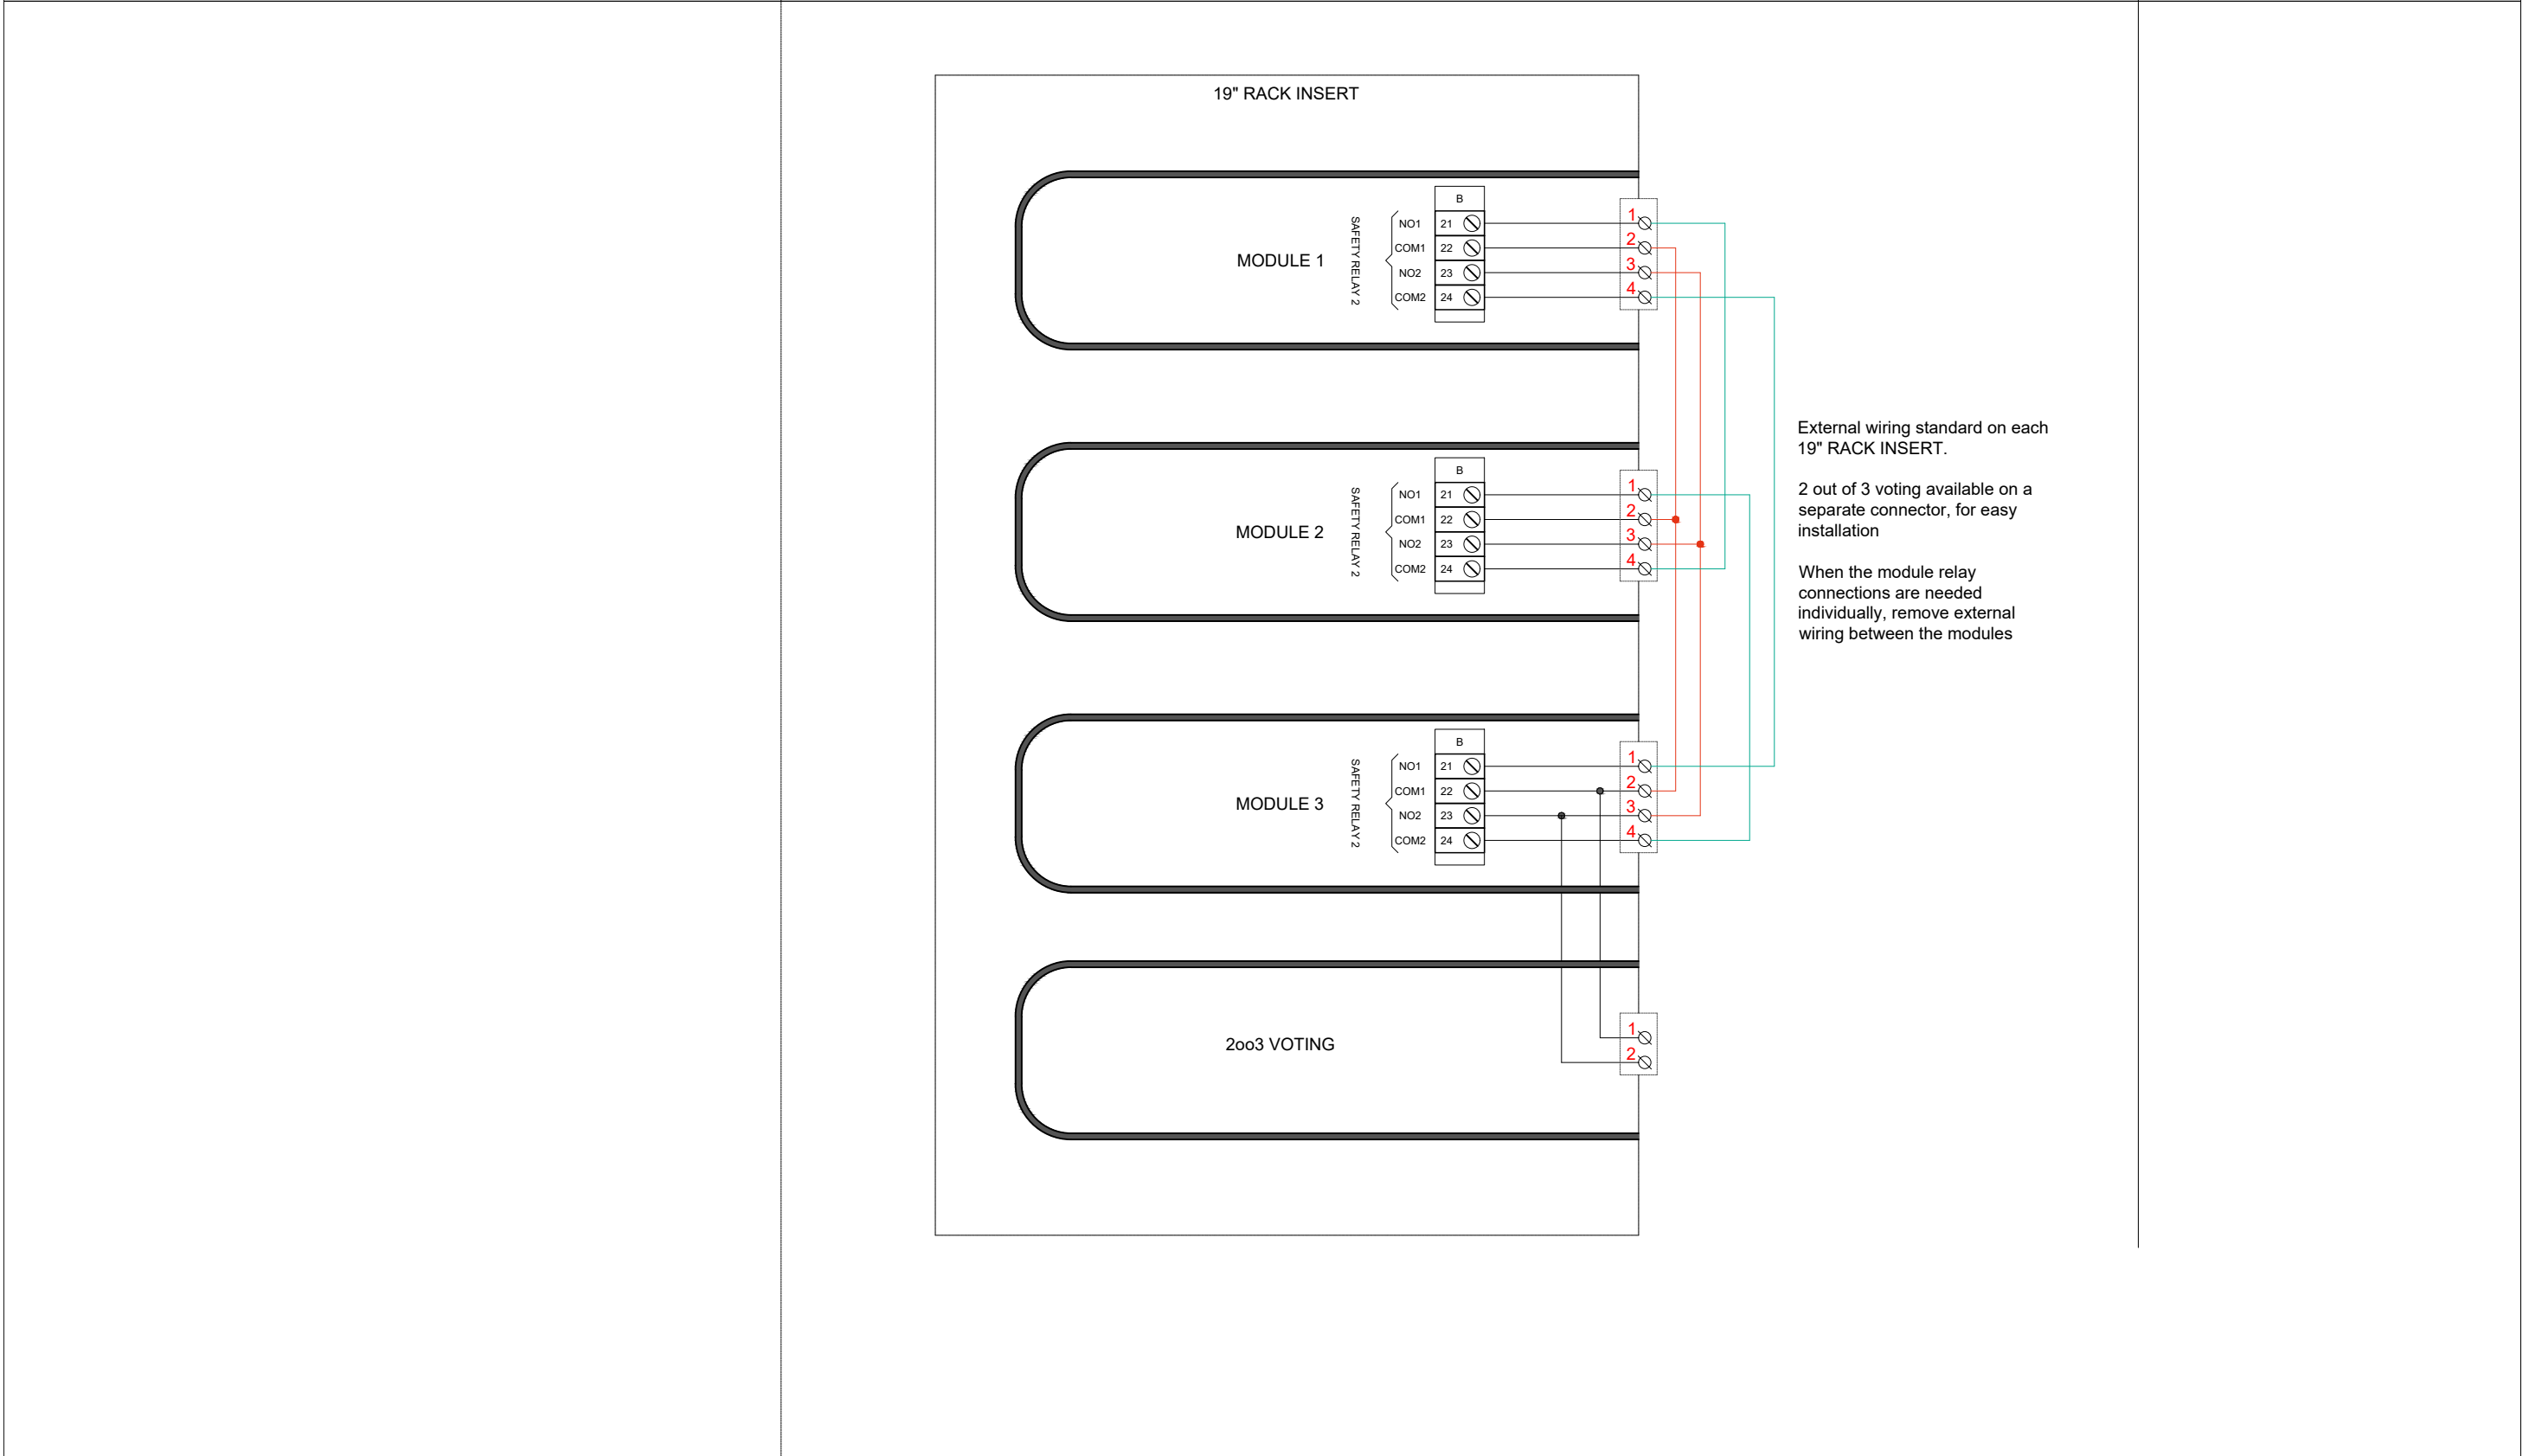 19" RACK INSERT
MODULE 1
SAFETY RELAY 2
B
NO1 21
COM1 22
NO2 23
COM2 24
1
2
3
4
MODULE 2
SAFETY RELAY 2
B
NO1 21
COM1 22
NO2 23
COM2 24
1
2
3
4
External wiring standard on each
19" RACK INSERT.
2 out of 3 voting available on a
separate connector, for easy
installation
When the module relay
connections are needed
individually, remove external
wiring between the modules
MODULE 3
SAFETY RELAY 2
B
NO1 21
COM1 22
NO2 23
COM2 24
1
2
3
4
2oo3 VOTING
1
2